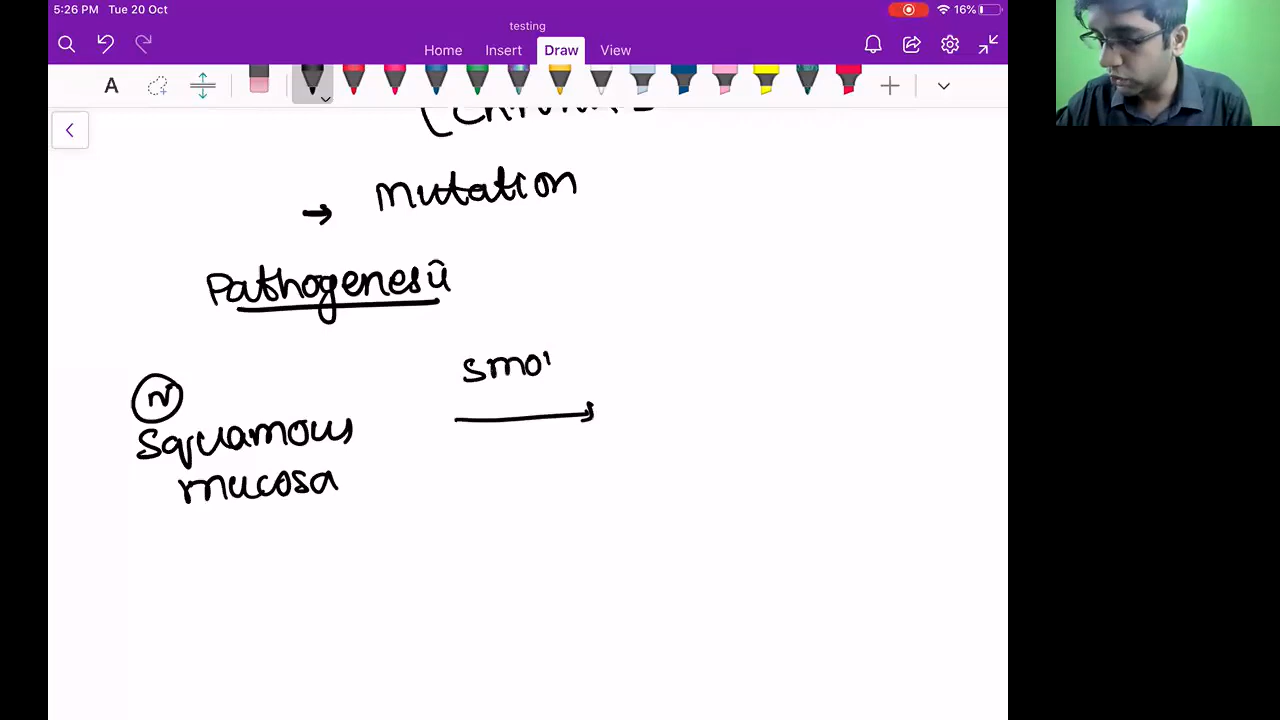 5:26 PM Tue 20 Oct
16%
testing
Home Insert Draw View
A
→ mutation
Pathogenesis
N
Squamous
mucosa
smo